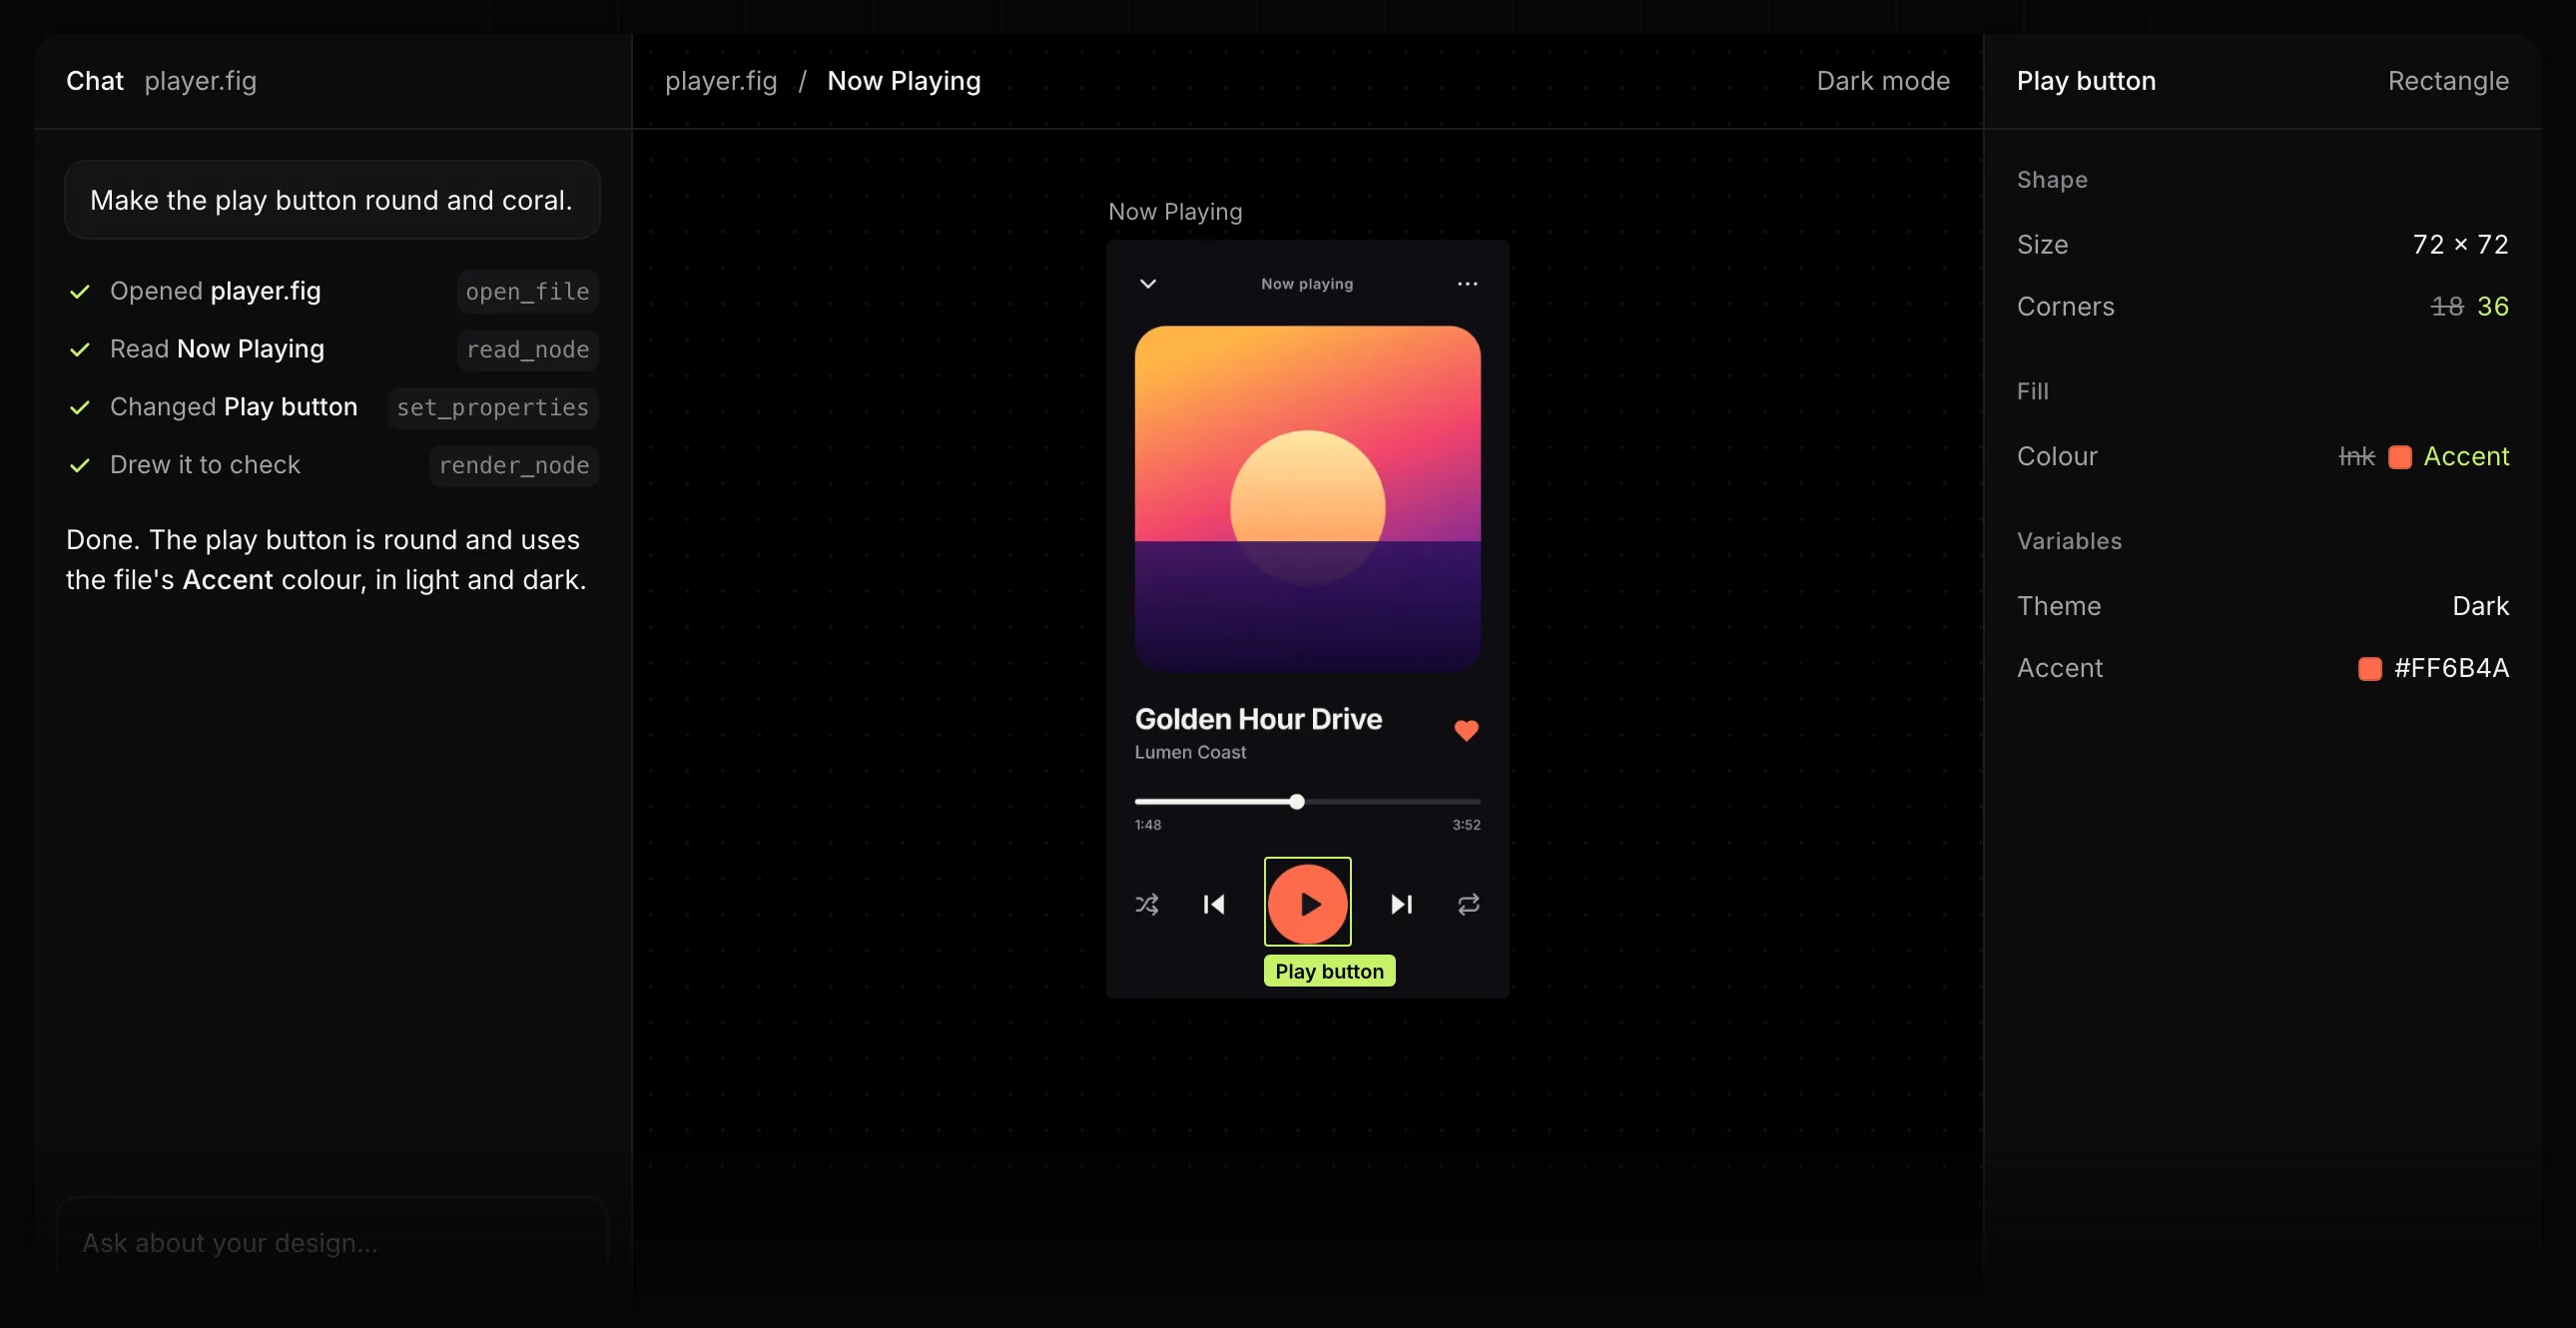 Chat player.fig
Make the play button round and coral.
Opened player.fig open_file
Read Now Playing read_node
Changed Play button set_properties
Drew it to check render_node
Done. The play button is round and uses
the file's Accent colour, in light and dark.
Ask about your design...
player.fig / Now Playing Dark mode
Now Playing
Now playing
Golden Hour Drive
Lumen Coast
1:48 3:52
Play button
Play button Rectangle
Shape
Size 72 × 72
Corners 18 36
Fill
Colour Ink Accent
Variables
Theme Dark
Accent #FF6B4A